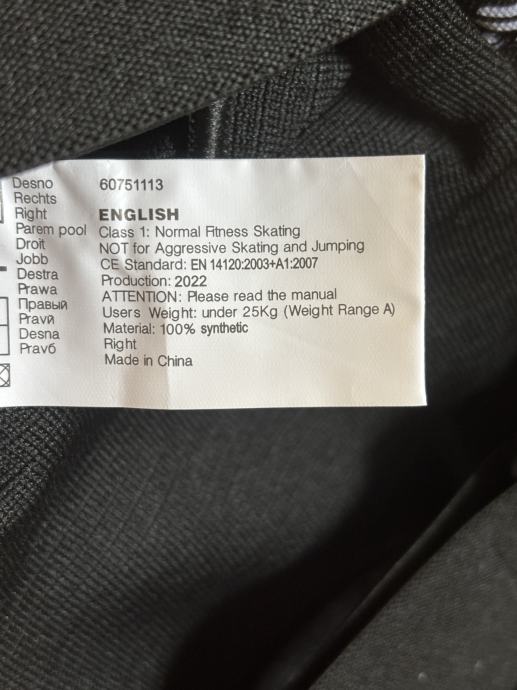 Desno
Rechts
Right
Parem pool
Droit
Jobb
Destra
Prawa
Правый
Pravá
Desna
Pravб
60751113
ENGLISH
Class 1: Normal Fitness Skating
NOT for Aggressive Skating and Jumping
CE Standard: EN 14120:2003+A1:2007
Production: 2022
ATTENTION: Please read the manual
Users Weight: under 25Kg (Weight Range A)
Material: 100% synthetic
Right
Made in China